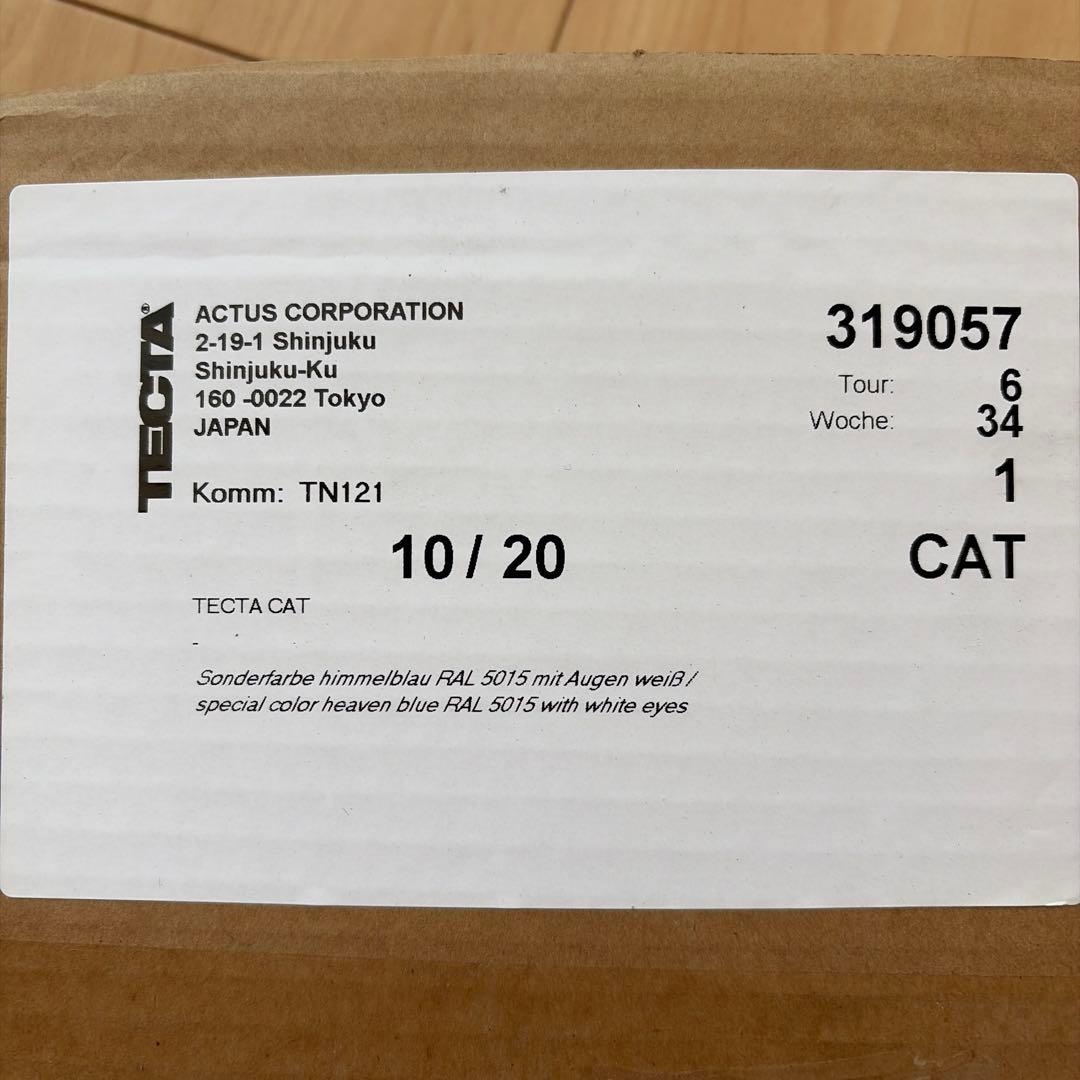 TECTA®
ACTUS CORPORATION
2-19-1 Shinjuku
Shinjuku-Ku
160 -0022 Tokyo
JAPAN
Komm: TN121
319057
Tour: 6
Woche: 34
1
10 / 20
CAT
TECTA CAT
-
Sonderfarbe himmelblau RAL 5015 mit Augen weiß /
special color heaven blue RAL 5015 with white eyes